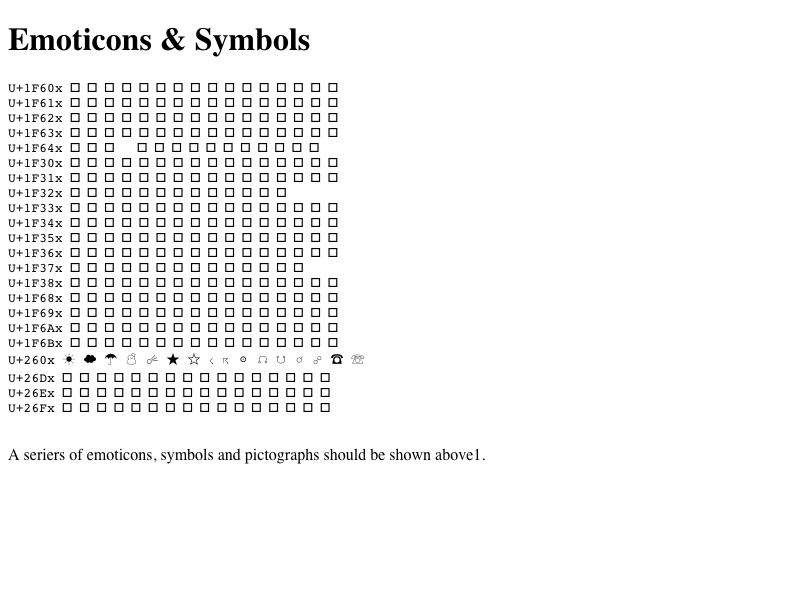 Emoticons & Symbols
U+1F60x □ □ □ □ □ □ □ □ □ □ □ □ □ □ □ □
U+1F61x □ □ □ □ □ □ □ □ □ □ □ □ □ □ □ □
U+1F62x □ □ □ □ □ □ □ □ □ □ □ □ □ □ □ □
U+1F63x □ □ □ □ □ □ □ □ □ □ □ □ □ □ □ □
U+1F64x □ □ □   □ □ □ □ □ □ □ □ □ □ □
U+1F30x □ □ □ □ □ □ □ □ □ □ □ □ □ □ □ □
U+1F31x □ □ □ □ □ □ □ □ □ □ □ □ □ □ □ □
U+1F32x □ □ □ □ □ □ □ □ □ □ □ □ □
U+1F33x □ □ □ □ □ □ □ □ □ □ □ □ □ □ □ □
U+1F34x □ □ □ □ □ □ □ □ □ □ □ □ □ □ □ □
U+1F35x □ □ □ □ □ □ □ □ □ □ □ □ □ □ □ □
U+1F36x □ □ □ □ □ □ □ □ □ □ □ □ □ □ □ □
U+1F37x □ □ □ □ □ □ □ □ □ □ □ □ □ □
U+1F38x □ □ □ □ □ □ □ □ □ □ □ □ □ □ □ □
U+1F68x □ □ □ □ □ □ □ □ □ □ □ □ □ □ □ □
U+1F69x □ □ □ □ □ □ □ □ □ □ □ □ □ □ □ □
U+1F6Ax □ □ □ □ □ □ □ □ □ □ □ □ □ □ □ □
U+1F6Bx □ □ □ □ □ □ □ □ □ □ □ □ □ □ □ □
U+260x ☀ ☁ ☂ ☃ ☄ ★ ☆ ☇ ☈ ☉ ☊ ☋ ☌ ☍ ☎ ☏
U+26Dx □ □ □ □ □ □ □ □ □ □ □ □ □ □ □ □
U+26Ex □ □ □ □ □ □ □ □ □ □ □ □ □ □ □ □
U+26Fx □ □ □ □ □ □ □ □ □ □ □ □ □ □ □ □
A seriers of emoticons, symbols and pictographs should be shown above1.